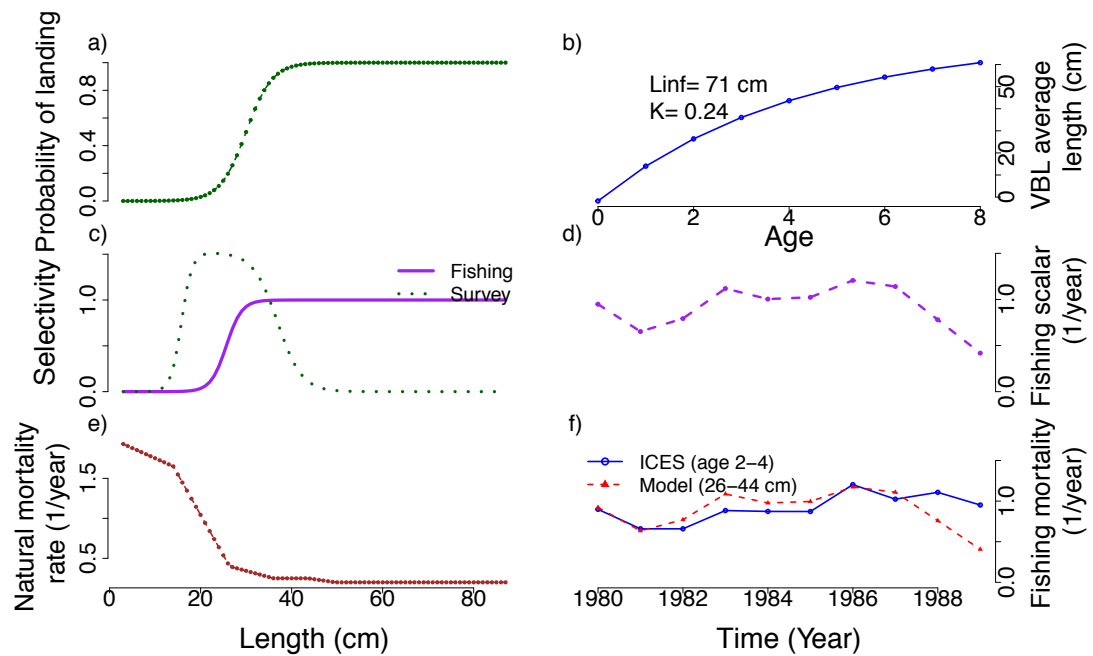 a)
Probability of landing
0.0 0.4 0.8
b)
Linf= 71 cm
K= 0.24
0 2 4 6 8
Age
0 20 50
VBL average
length (cm)
c)
Selectivity
0.0 1.0
Fishing
Survey
d)
0.0 1.0
Fishing scalar
(1/year)
e)
Natural mortality
rate (1/year)
0.5 1.5
0 20 40 60 80
Length (cm)
f)
ICES (age 2−4)
Model (26−44 cm)
0.0 1.0
Fishing mortality
(1/year)
1980 1982 1984 1986 1988
Time (Year)